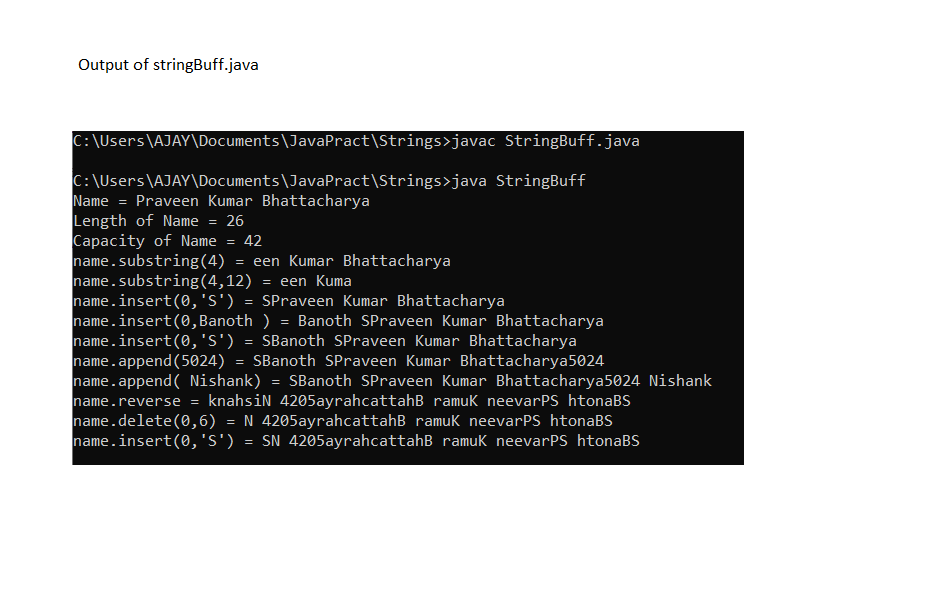 Output of stringBuff.java
C:\Users\AJAY\Documents\JavaPract\Strings>javac StringBuff.java
C:\Users\AJAY\Documents\JavaPract\Strings>java StringBuff
Name = Praveen Kumar Bhattacharya
Length of Name = 26
Capacity of Name = 42
name.substring(4) = een Kumar Bhattacharya
name.substring(4,12) = een Kuma
name.insert(0,'S') = SPraveen Kumar Bhattacharya
name.insert(0,Banoth ) = Banoth SPraveen Kumar Bhattacharya
name.insert(0,'S') = SBanoth SPraveen Kumar Bhattacharya
name.append(5024) = SBanoth SPraveen Kumar Bhattacharya5024
name.append( Nishank) = SBanoth SPraveen Kumar Bhattacharya5024 Nishank
name.reverse = knahsiN 4205ayrahcattahB ramuK neevarPS htonaBS
name.delete(0,6) = N 4205ayrahcattahB ramuK neevarPS htonaBS
name.insert(0,'S') = SN 4205ayrahcattahB ramuK neevarPS htonaBS